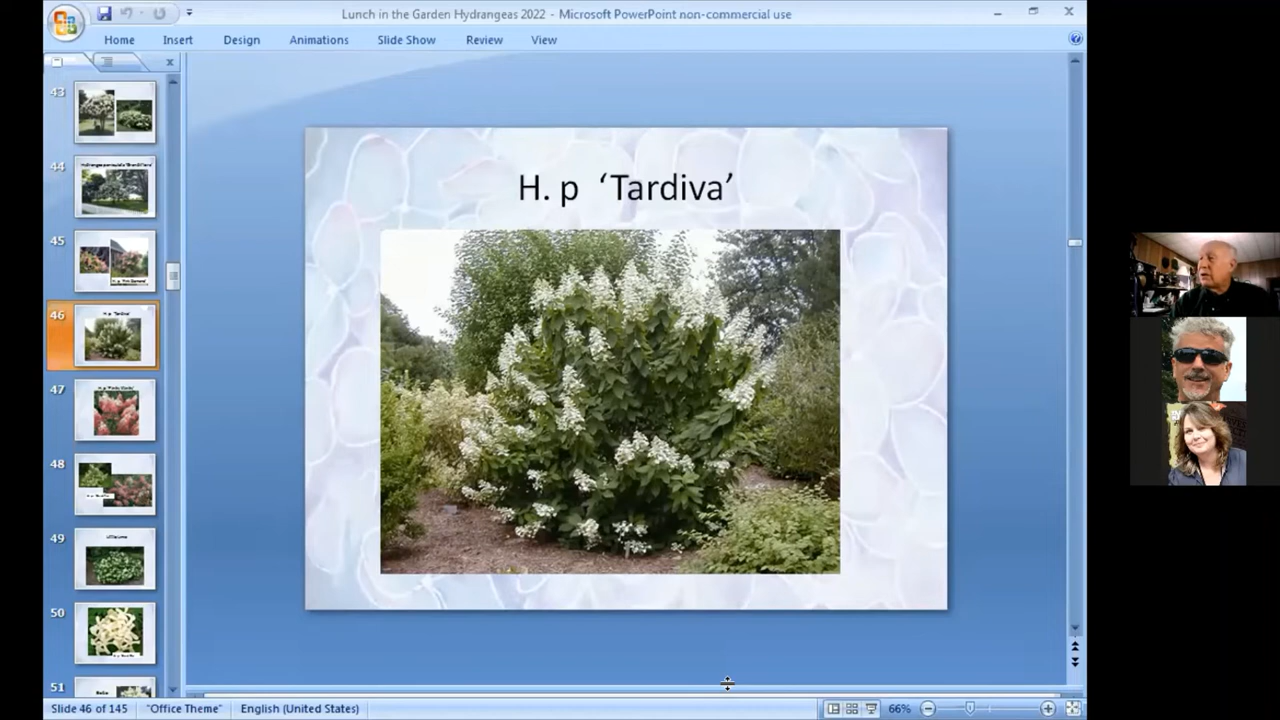 Lunch in the Garden Hydrangeas 2022 - Microsoft PowerPoint non-commercial use
Home Insert Design Animations Slide Show Review View
43
44
45
46
47
48
49
50
51
H. p ‘Tardiva’
Slide 46 of 145 "Office Theme" English (United States) 66%